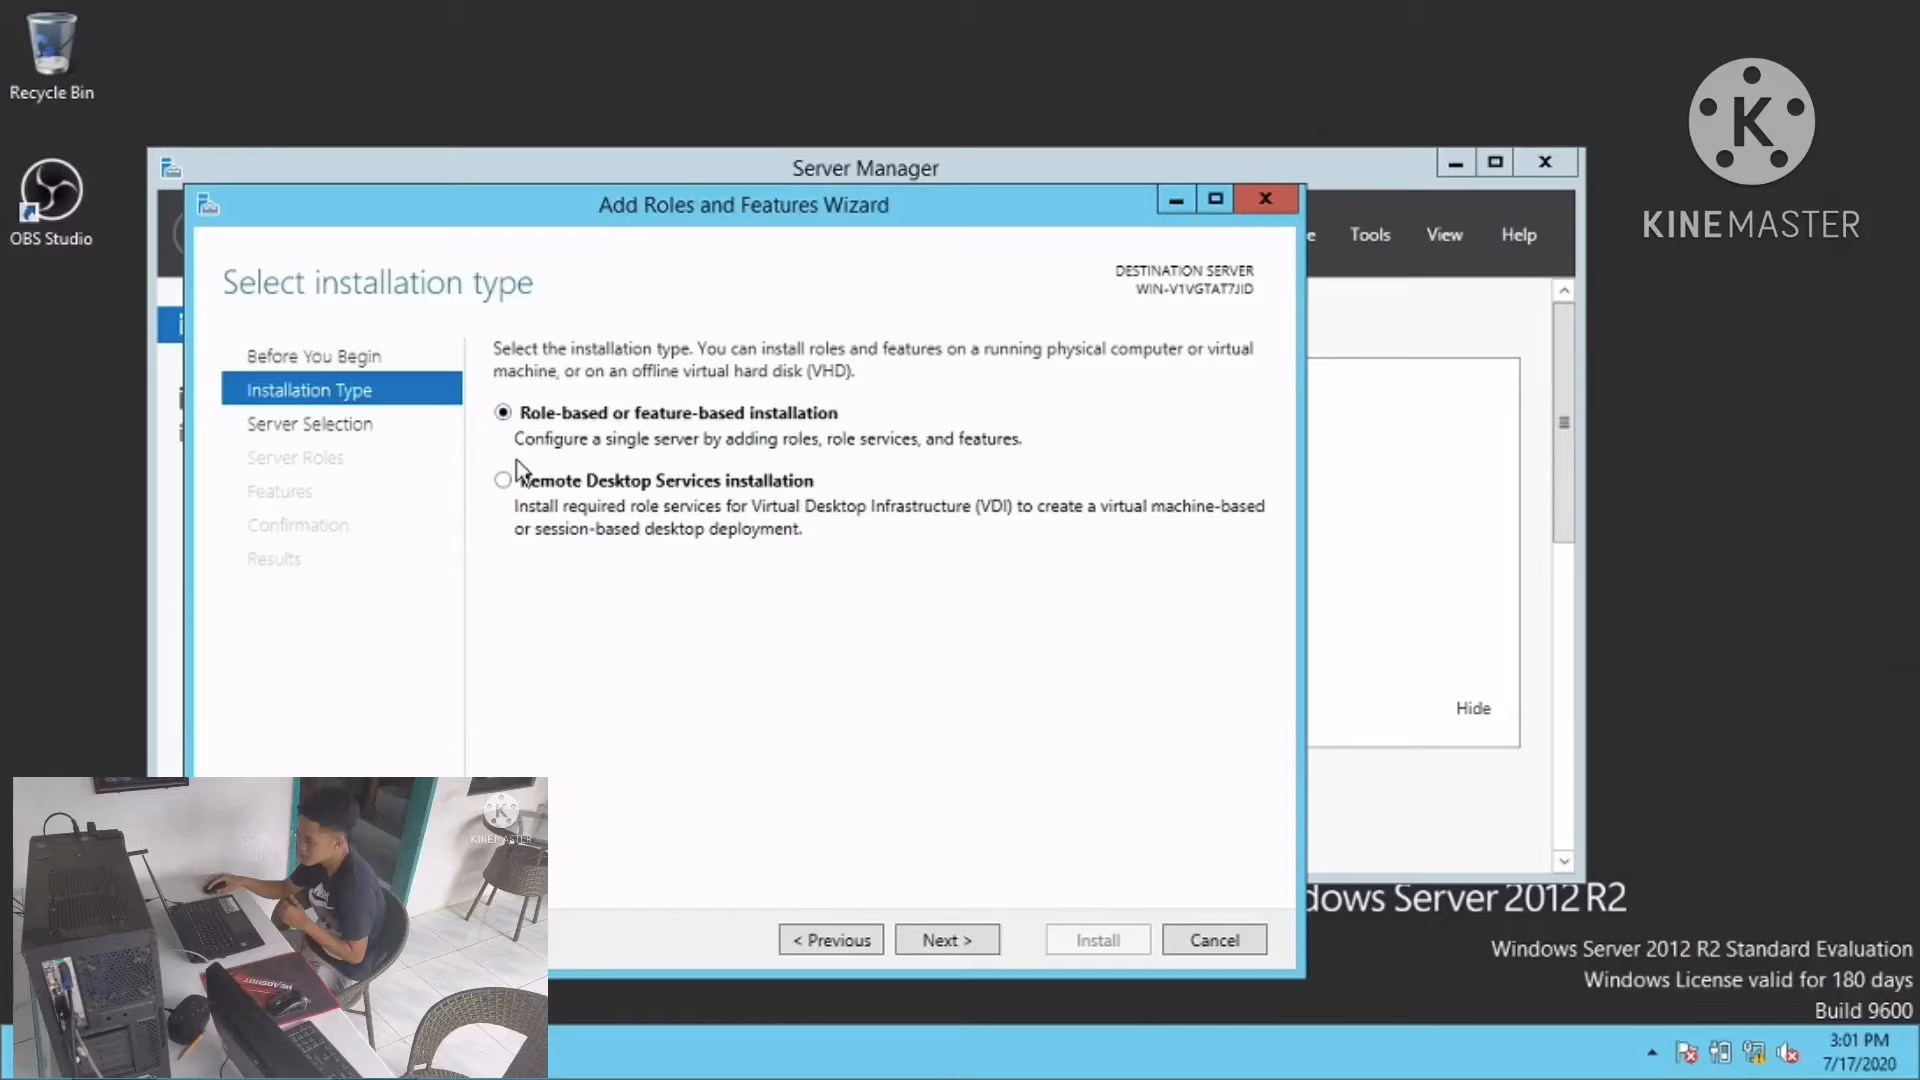 Recycle Bin
OBS Studio
KINEMASTER
Server Manager
Add Roles and Features Wizard
Tools
View
Help
Select installation type
DESTINATION SERVER
WIN-V1VGTAT7JID
Before You Begin
Installation Type
Server Selection
Server Roles
Features
Confirmation
Results
Select the installation type. You can install roles and features on a running physical computer or virtual
machine, or on an offline virtual hard disk (VHD).
Role-based or feature-based installation
Configure a single server by adding roles, role services, and features.
Remote Desktop Services installation
Install required role services for Virtual Desktop Infrastructure (VDI) to create a virtual machine-based
or session-based desktop deployment.
Hide
< Previous
Next >
Install
Cancel
dows Server 2012 R2
Windows Server 2012 R2 Standard Evaluation
Windows License valid for 180 days
Build 9600
3:01 PM
7/17/2020
K
KINEMASTER
HEADSHOT